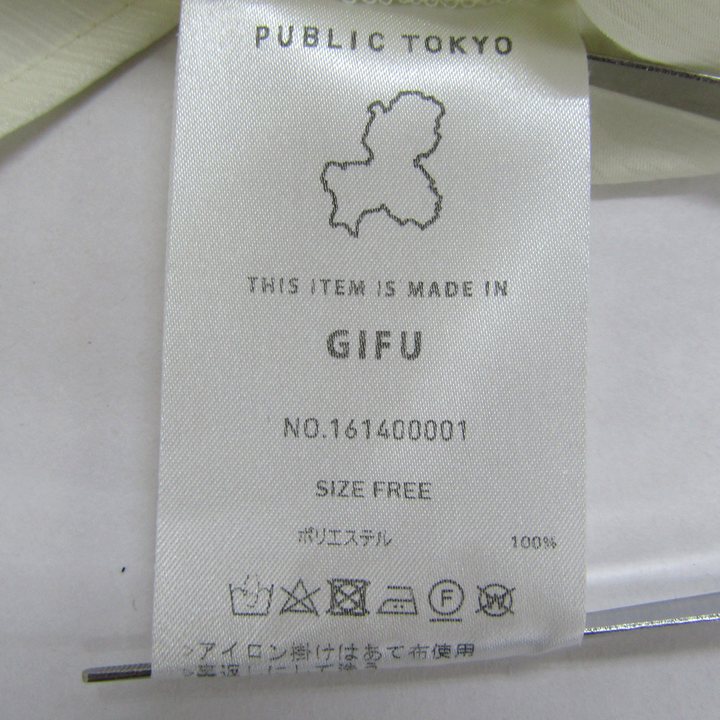 PUBLIC TOKYO
THIS ITEM IS MADE IN
GIFU
NO.161400001
SIZE FREE
ポリエステル 100%
F W
>アイロン掛けはあて布使用